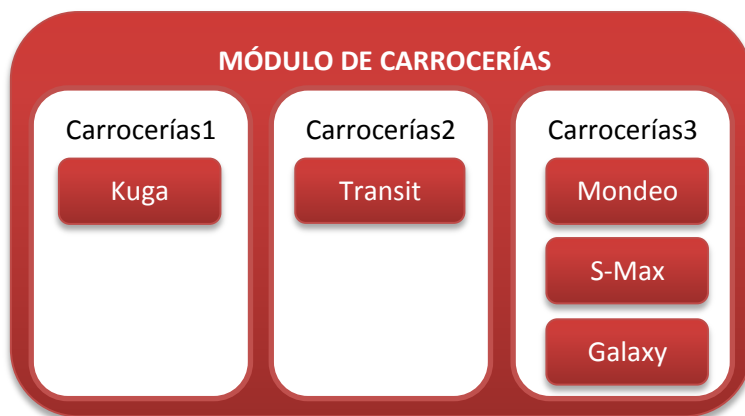 MÓDULO DE CARROCERÍAS
Carrocerías1
Kuga
Carrocerías2
Transit
Carrocerías3
Mondeo
S-Max
Galaxy